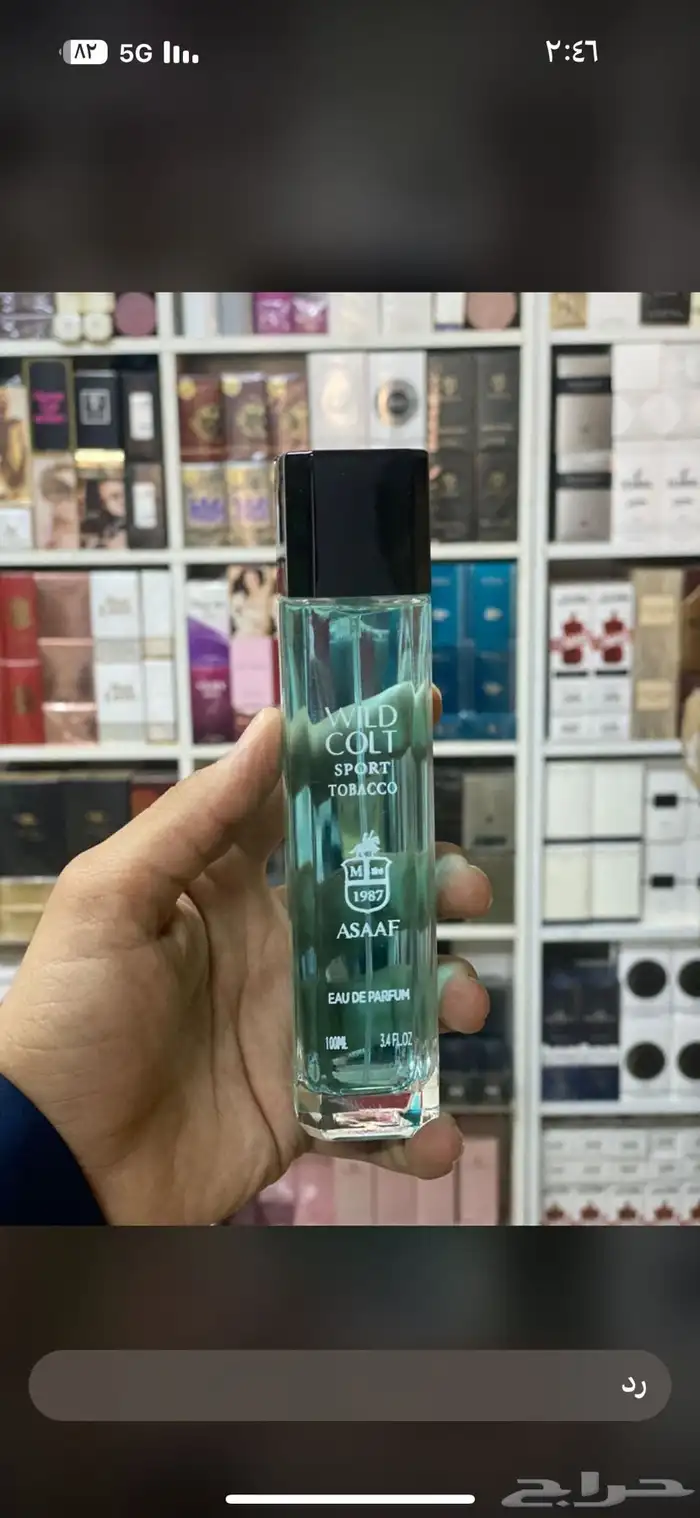 ٨٢ 5G ٢:٤٦
WILD
COLT
SPORT
TOBACCO
M the
1987
ASAAF
EAU DE PARFUM
100ML 3.4 FL.OZ
رد
حراج